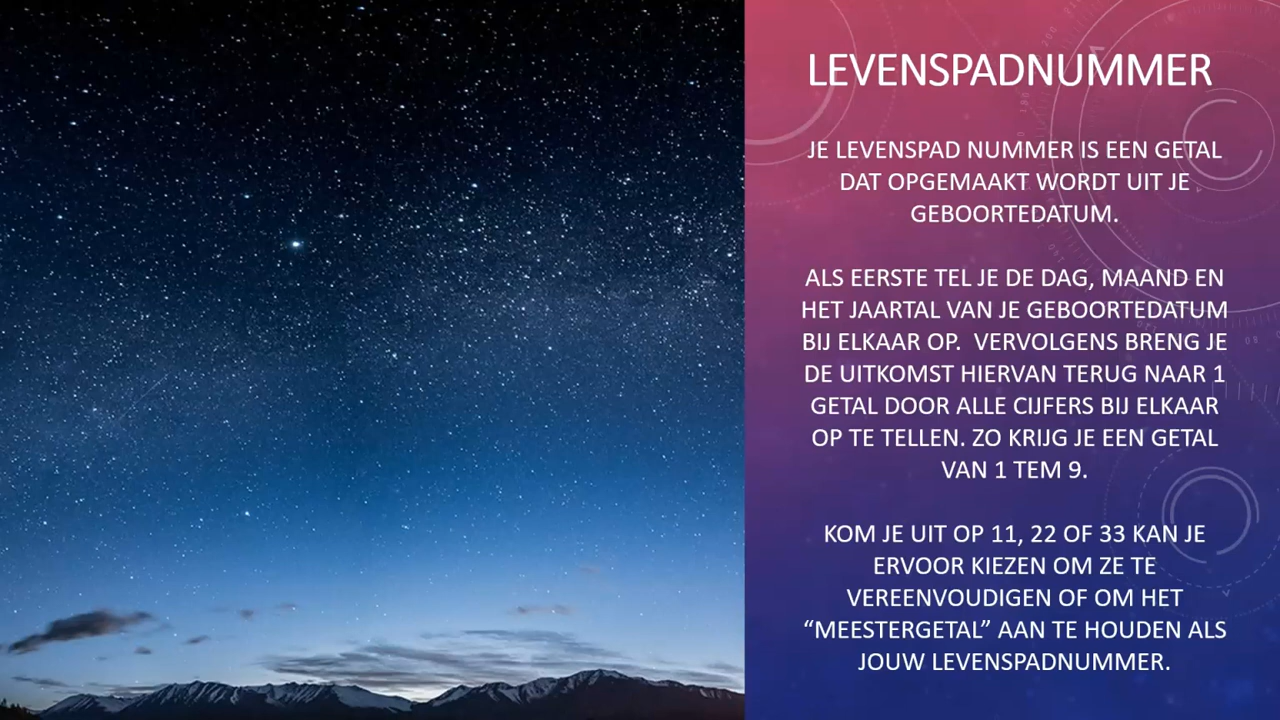 LEVENSPADNUMMER
JE LEVENSPAD NUMMER IS EEN GETAL
DAT OPGEMAAKT WORDT UIT JE
GEBOORTEDATUM.
ALS EERSTE TEL JE DE DAG, MAAND EN
HET JAARTAL VAN JE GEBOORTEDATUM
BIJ ELKAAR OP. VERVOLGENS BRENG JE
DE UITKOMST HIERVAN TERUG NAAR 1
GETAL DOOR ALLE CIJFERS BIJ ELKAAR
OP TE TELLEN. ZO KRIJG JE EEN GETAL
VAN 1 TEM 9.
KOM JE UIT OP 11, 22 OF 33 KAN JE
ERVOOR KIEZEN OM ZE TE
VEREENVOUDIGEN OF OM HET
“MEESTERGETAL” AAN TE HOUDEN ALS
JOUW LEVENSPADNUMMER.